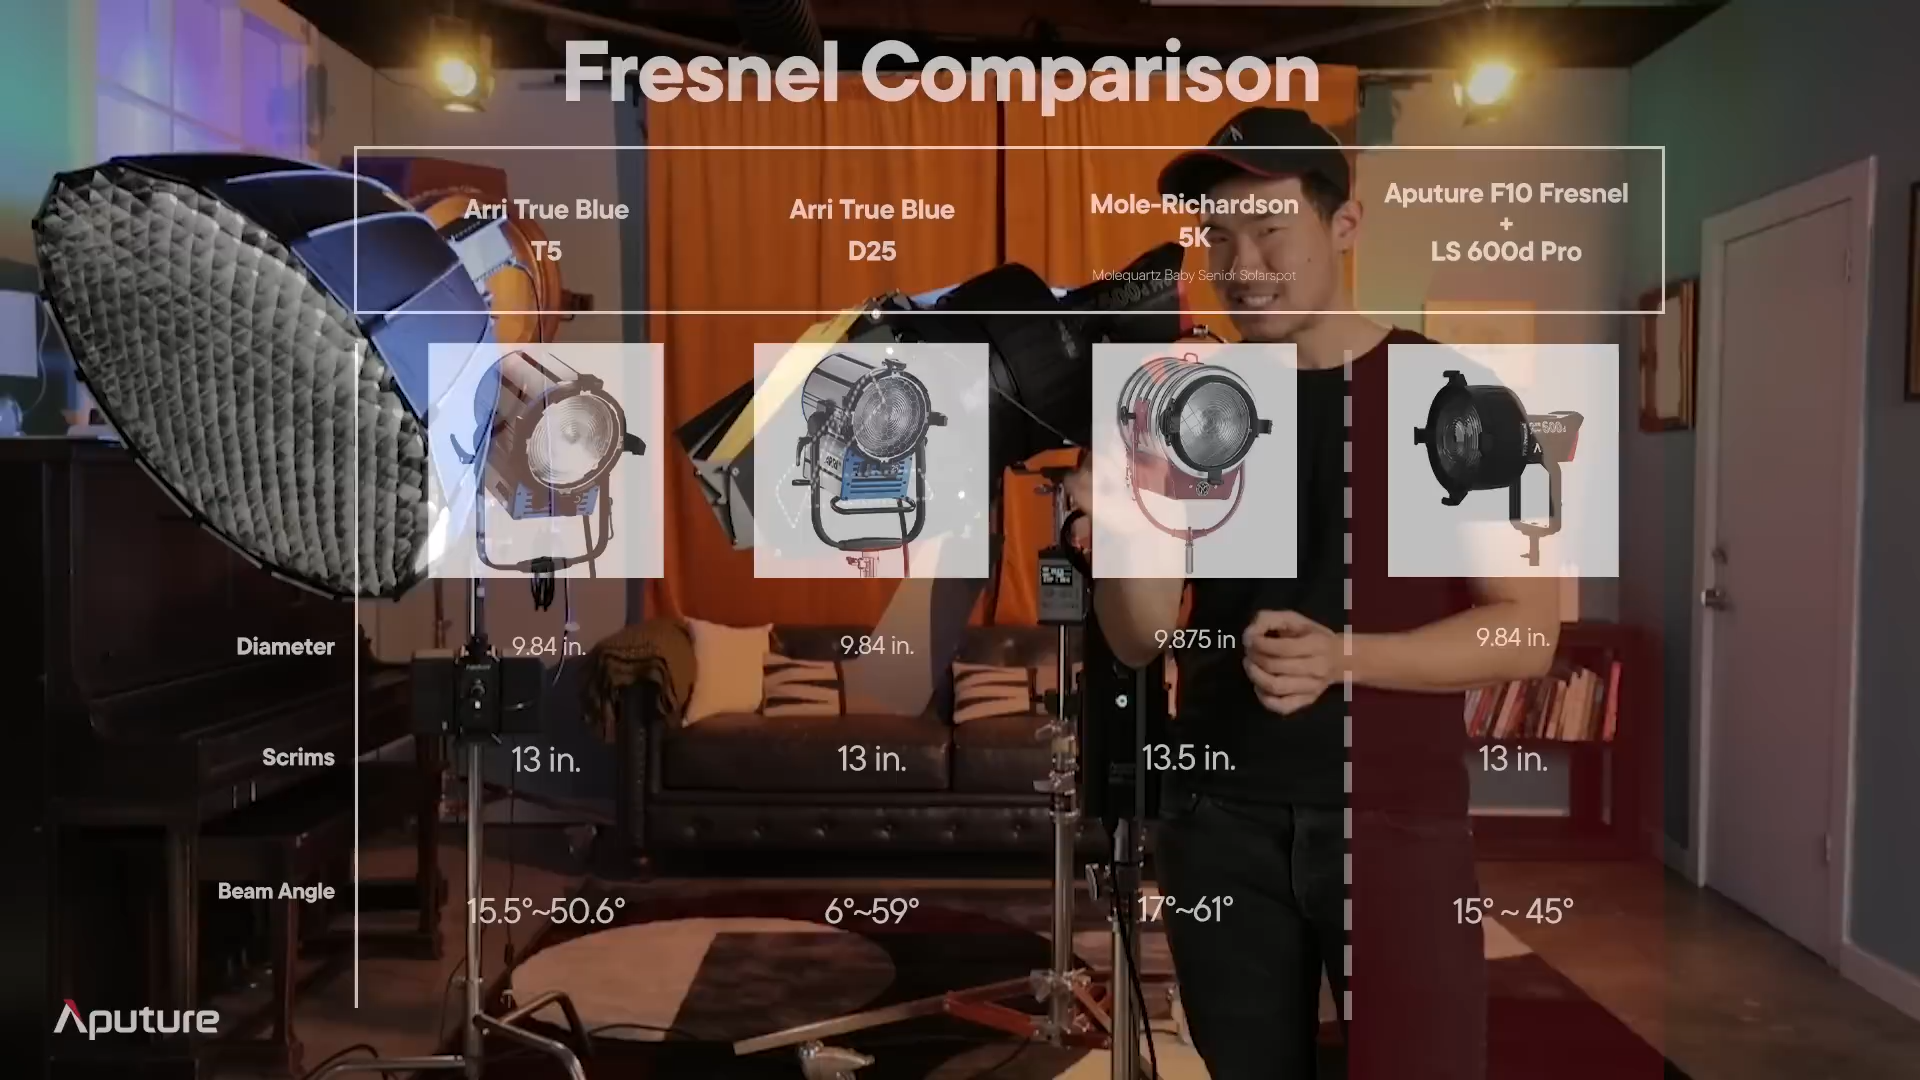 Fresnel Comparison
Arri True Blue
T5
Arri True Blue
D25
Mole-Richardson
5K
Molequartz Baby Senior Solarspot
Aputure F10 Fresnel
+
LS 600d Pro
Diameter
9.84 in.
9.84 in.
9.875 in
9.84 in.
Scrims
13 in.
13 in.
13.5 in.
13 in.
Beam Angle
15.5°~50.6°
6°~59°
17°~61°
15° ~ 45°
Aputure